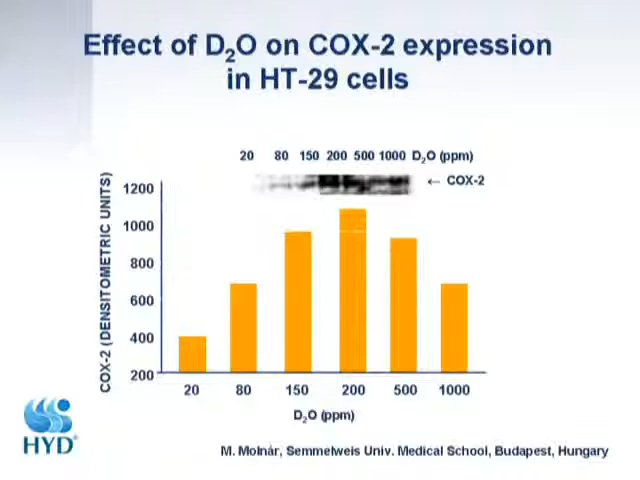 Effect of D₂O on COX-2 expression
in HT-29 cells
20 80 150 200 500 1000 D₂O (ppm)
← COX-2
COX-2 (DENSITOMETRIC UNITS)
1200
1000
800
600
400
200
20 80 150 200 500 1000
D₂O (ppm)
HYD®
M. Molnár, Semmelweis Univ. Medical School, Budapest, Hungary